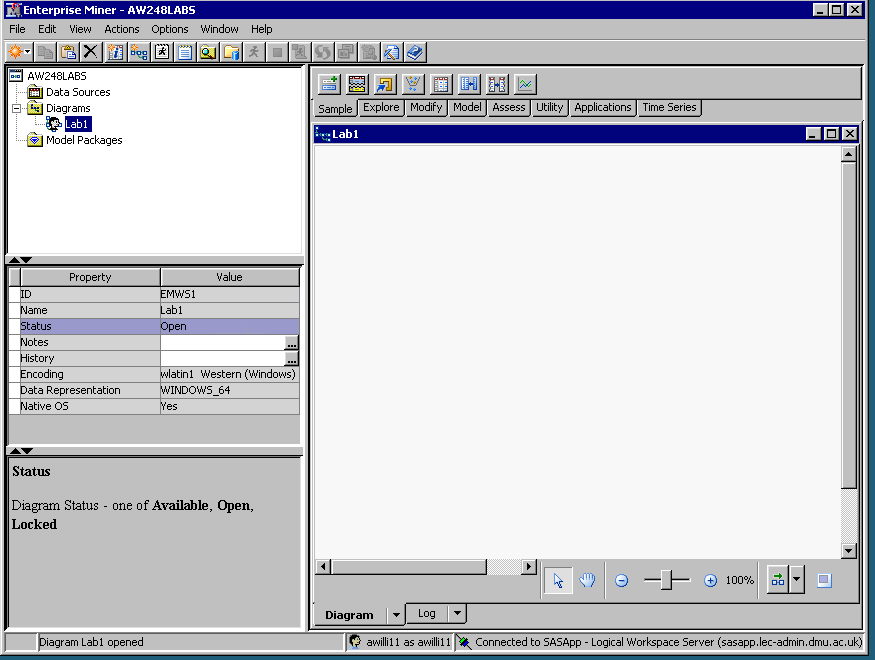 Enterprise Miner - AW248LABS
File Edit View Actions Options Window Help
AW248LABS
Data Sources
Diagrams
Lab1
Model Packages
Property Value
ID EMWS1
Name Lab1
Status Open
Notes ...
History ...
Encoding wlatin1 Western (Windows)
Data Representation WINDOWS_64
Native OS Yes
Status
Diagram Status - one of Available, Open,
Locked
Sample Explore Modify Model Assess Utility Applications Time Series
Lab1
100%
Diagram Log
Diagram Lab1 opened
awilli11 as awilli11
Connected to SASApp - Logical Workspace Server (sasapp.lec-admin.dmu.ac.uk)